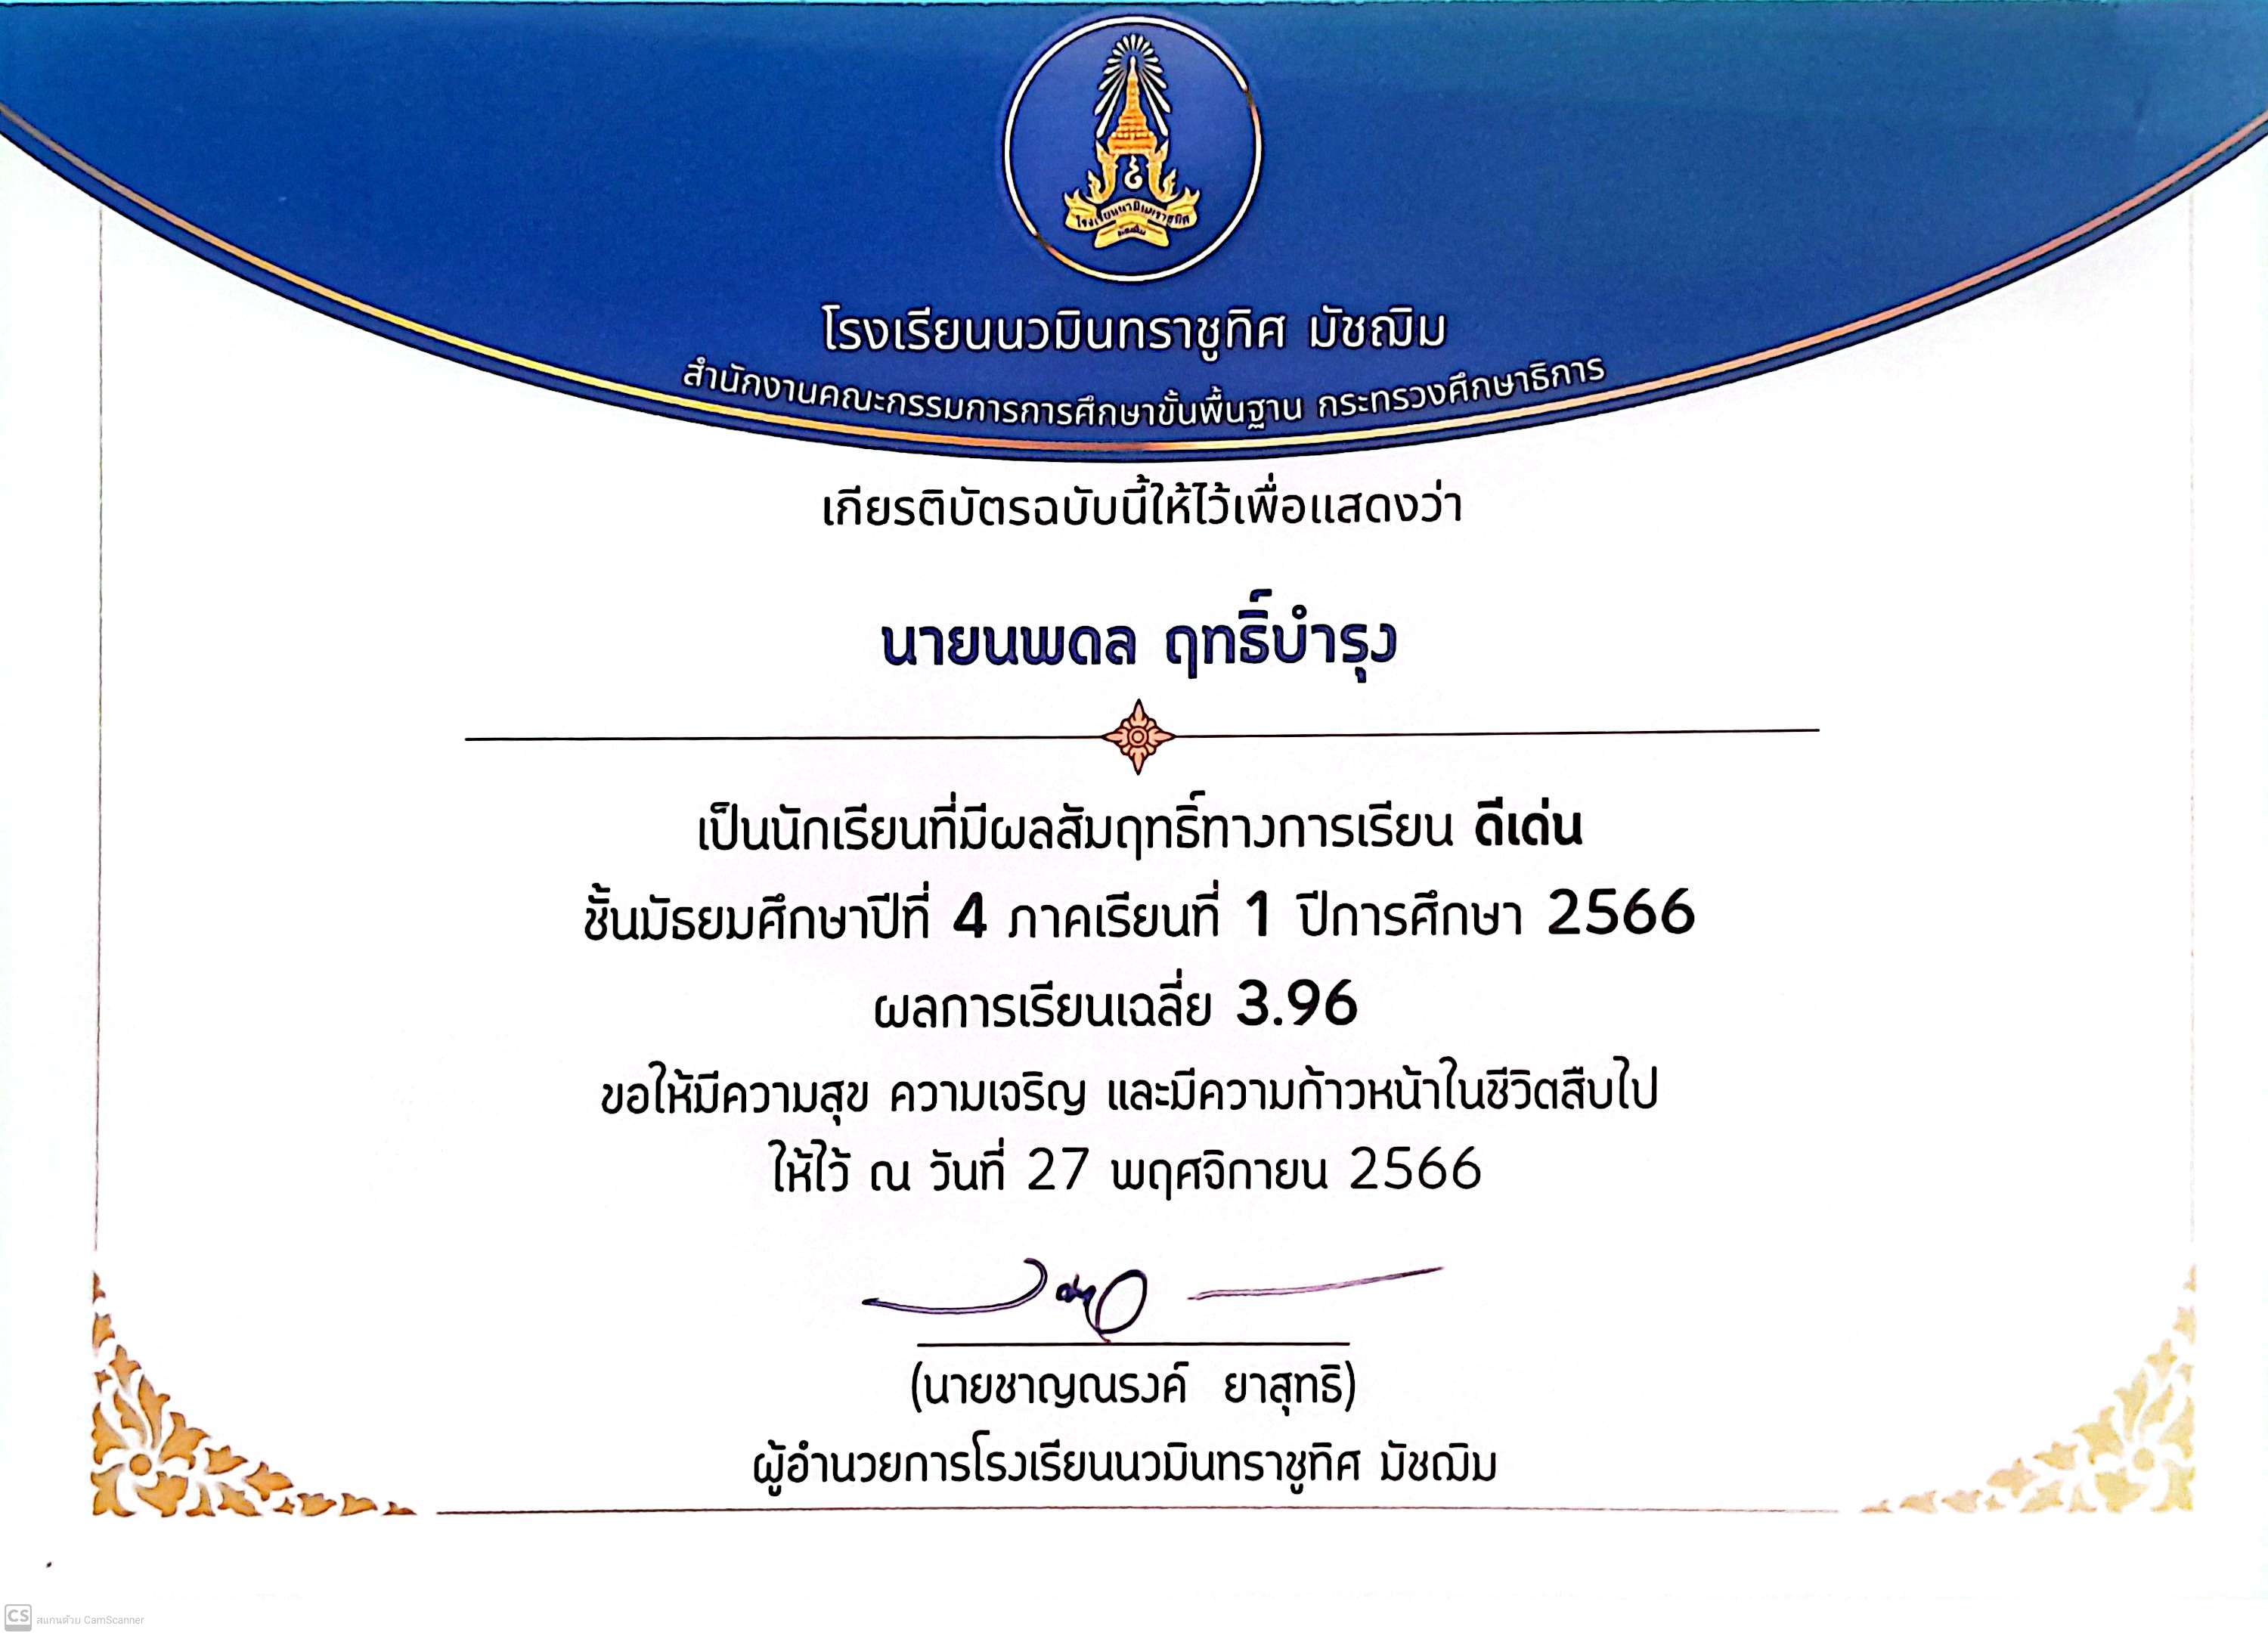 โรงเรียนนวมินทราชูทิศ
มัชฌิม
โรงเรียนนวมินทราชูทิศ มัชฌิม
สำนักงานคณะกรรมการการศึกษาขั้นพื้นฐาน กระทรวงศึกษาธิการ
เกียรติบัตรฉบับนี้ให้ไว้เพื่อแสดงว่า
นายนพดล ฤทธิ์บำรุง
เป็นนักเรียนที่มีผลสัมฤทธิ์ทางการเรียน ดีเด่น
ชั้นมัธยมศึกษาปีที่ 4 ภาคเรียนที่ 1 ปีการศึกษา 2566
ผลการเรียนเฉลี่ย 3.96
ขอให้มีความสุข ความเจริญ และมีความก้าวหน้าในชีวิตสืบไป
ให้ไว้ ณ วันที่ 27 พฤศจิกายน 2566
(นายชาญณรงค์ ยาสุทธิ)
ผู้อำนวยการโรงเรียนนวมินทราชูทิศ มัชฌิม
CS สแกนด้วย CamScanner